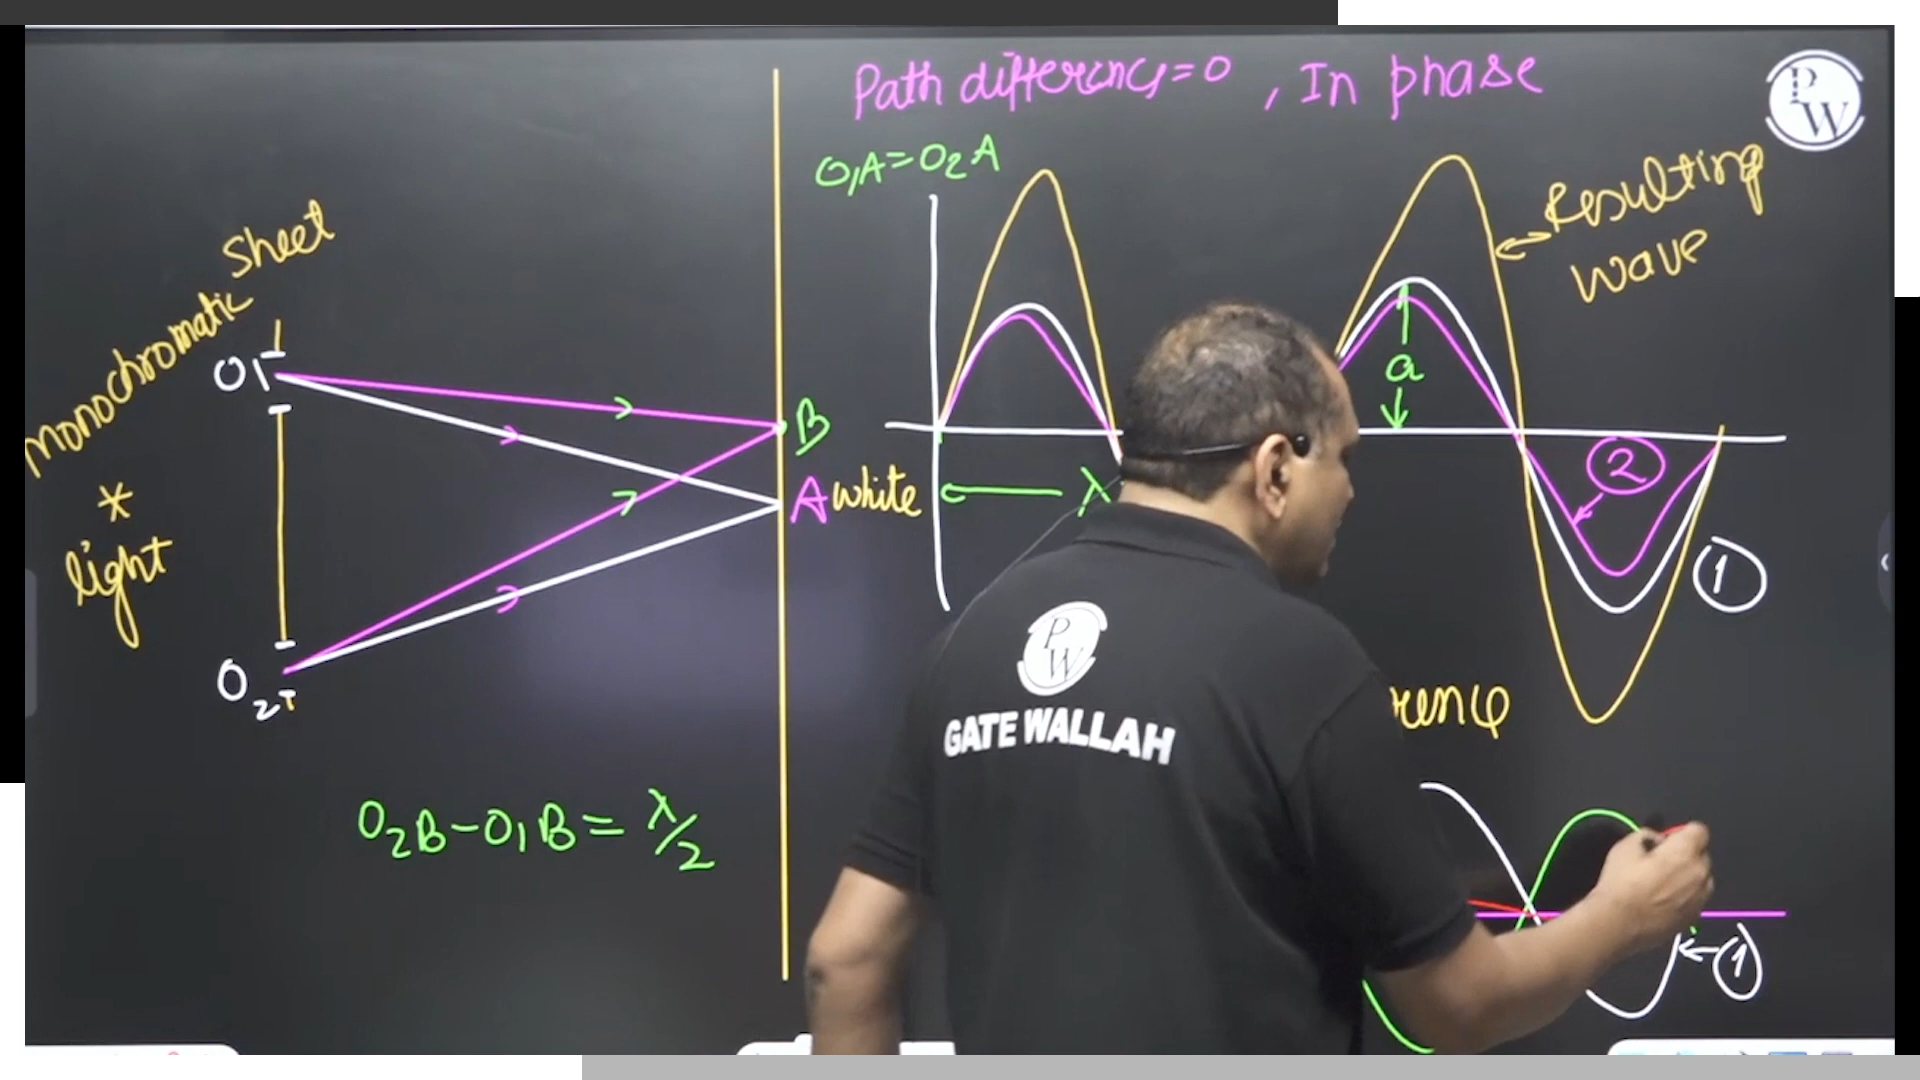 Path difference = 0 , In phase
P
W
O₁A = O₂A
Resulting
wave
sheet
monochromatic
O1
a
B
A white
λ
2
light
1
O₂
P
W
GATE WALLAH
O₂B - O₁B = λ/2
1